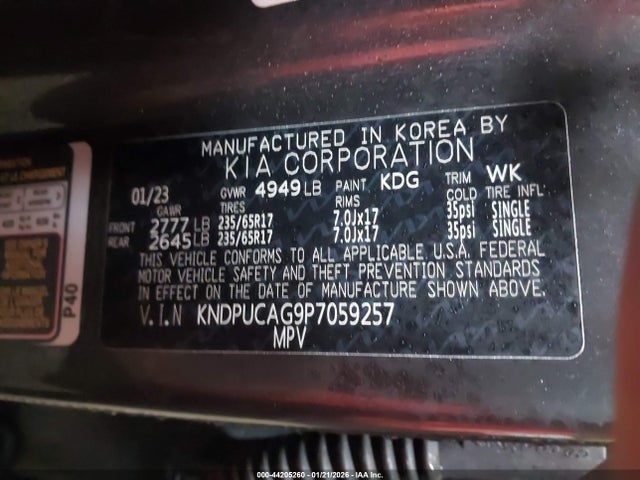 MANUFACTURED IN KOREA BY
KIA CORPORATION
01/23 GVWR 4949 LB PAINT KDG TRIM WK
GAWR TIRES RIMS COLD TIRE INFL
FRONT 2777 LB 235/65R17 7.0Jx17 35psi SINGLE
REAR 2645 LB 235/65R17 7.0Jx17 35psi SINGLE
THIS VEHICLE CONFORMS TO ALL APPLICABLE U.S.A. FEDERAL
MOTOR VEHICLE SAFETY AND THEFT PREVENTION STANDARDS
IN EFFECT ON THE DATE OF MANUFACTURE SHOWN ABOVE.
V.I.N KNDPUCAG9P7059257
MPV
P40
000-44205260 - 01/21/2026 - IAA Inc.